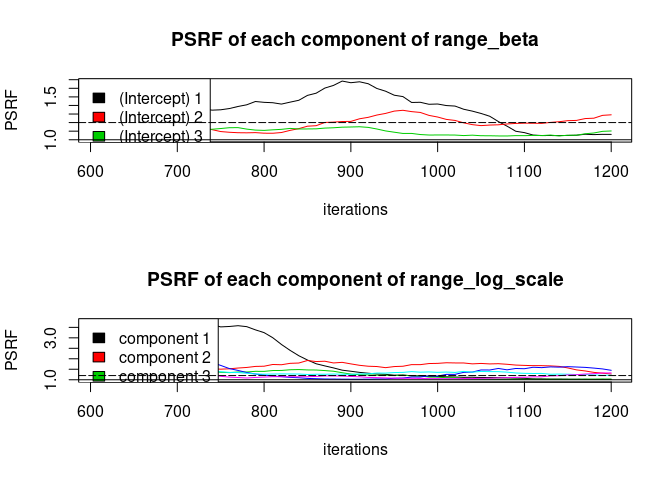 PSRF of each component of range_beta
PSRF
1.5
1.0
(Intercept) 1
(Intercept) 2
(Intercept) 3
600 700 800 900 1000 1100 1200
iterations
PSRF of each component of range_log_scale
PSRF
3.0
1.0
component 1
component 2
component 3
600 700 800 900 1000 1100 1200
iterations